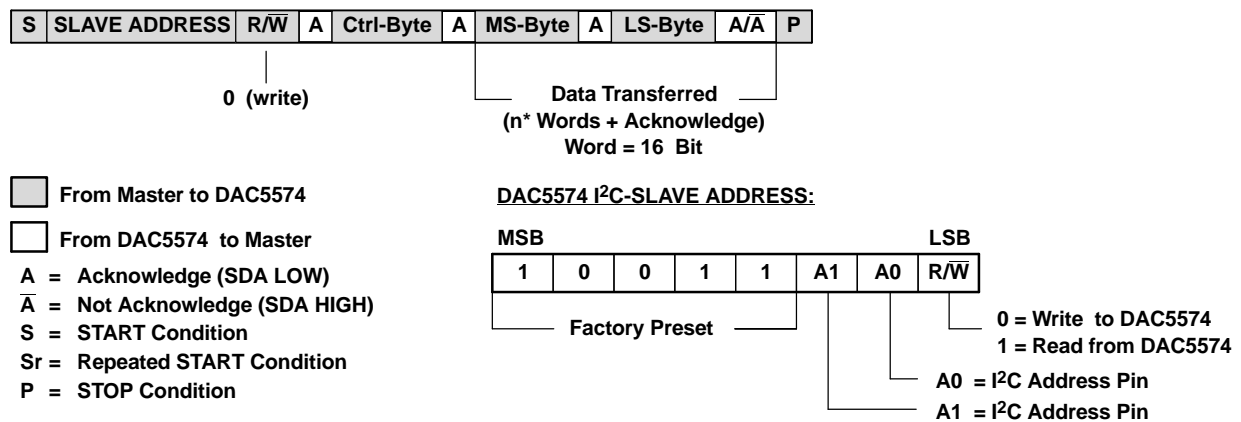 S SLAVE ADDRESS R/W̅ A Ctrl-Byte A MS-Byte A LS-Byte A/A̅ P
0 (write)
Data Transferred
(n* Words + Acknowledge)
Word = 16 Bit
From Master to DAC5574
From DAC5574 to Master
A = Acknowledge (SDA LOW)
A̅ = Not Acknowledge (SDA HIGH)
S = START Condition
Sr = Repeated START Condition
P = STOP Condition
DAC5574 I²C-SLAVE ADDRESS:
MSB LSB
1 0 0 1 1 A1 A0 R/W̅
Factory Preset
0 = Write to DAC5574
1 = Read from DAC5574
A0 = I²C Address Pin
A1 = I²C Address Pin